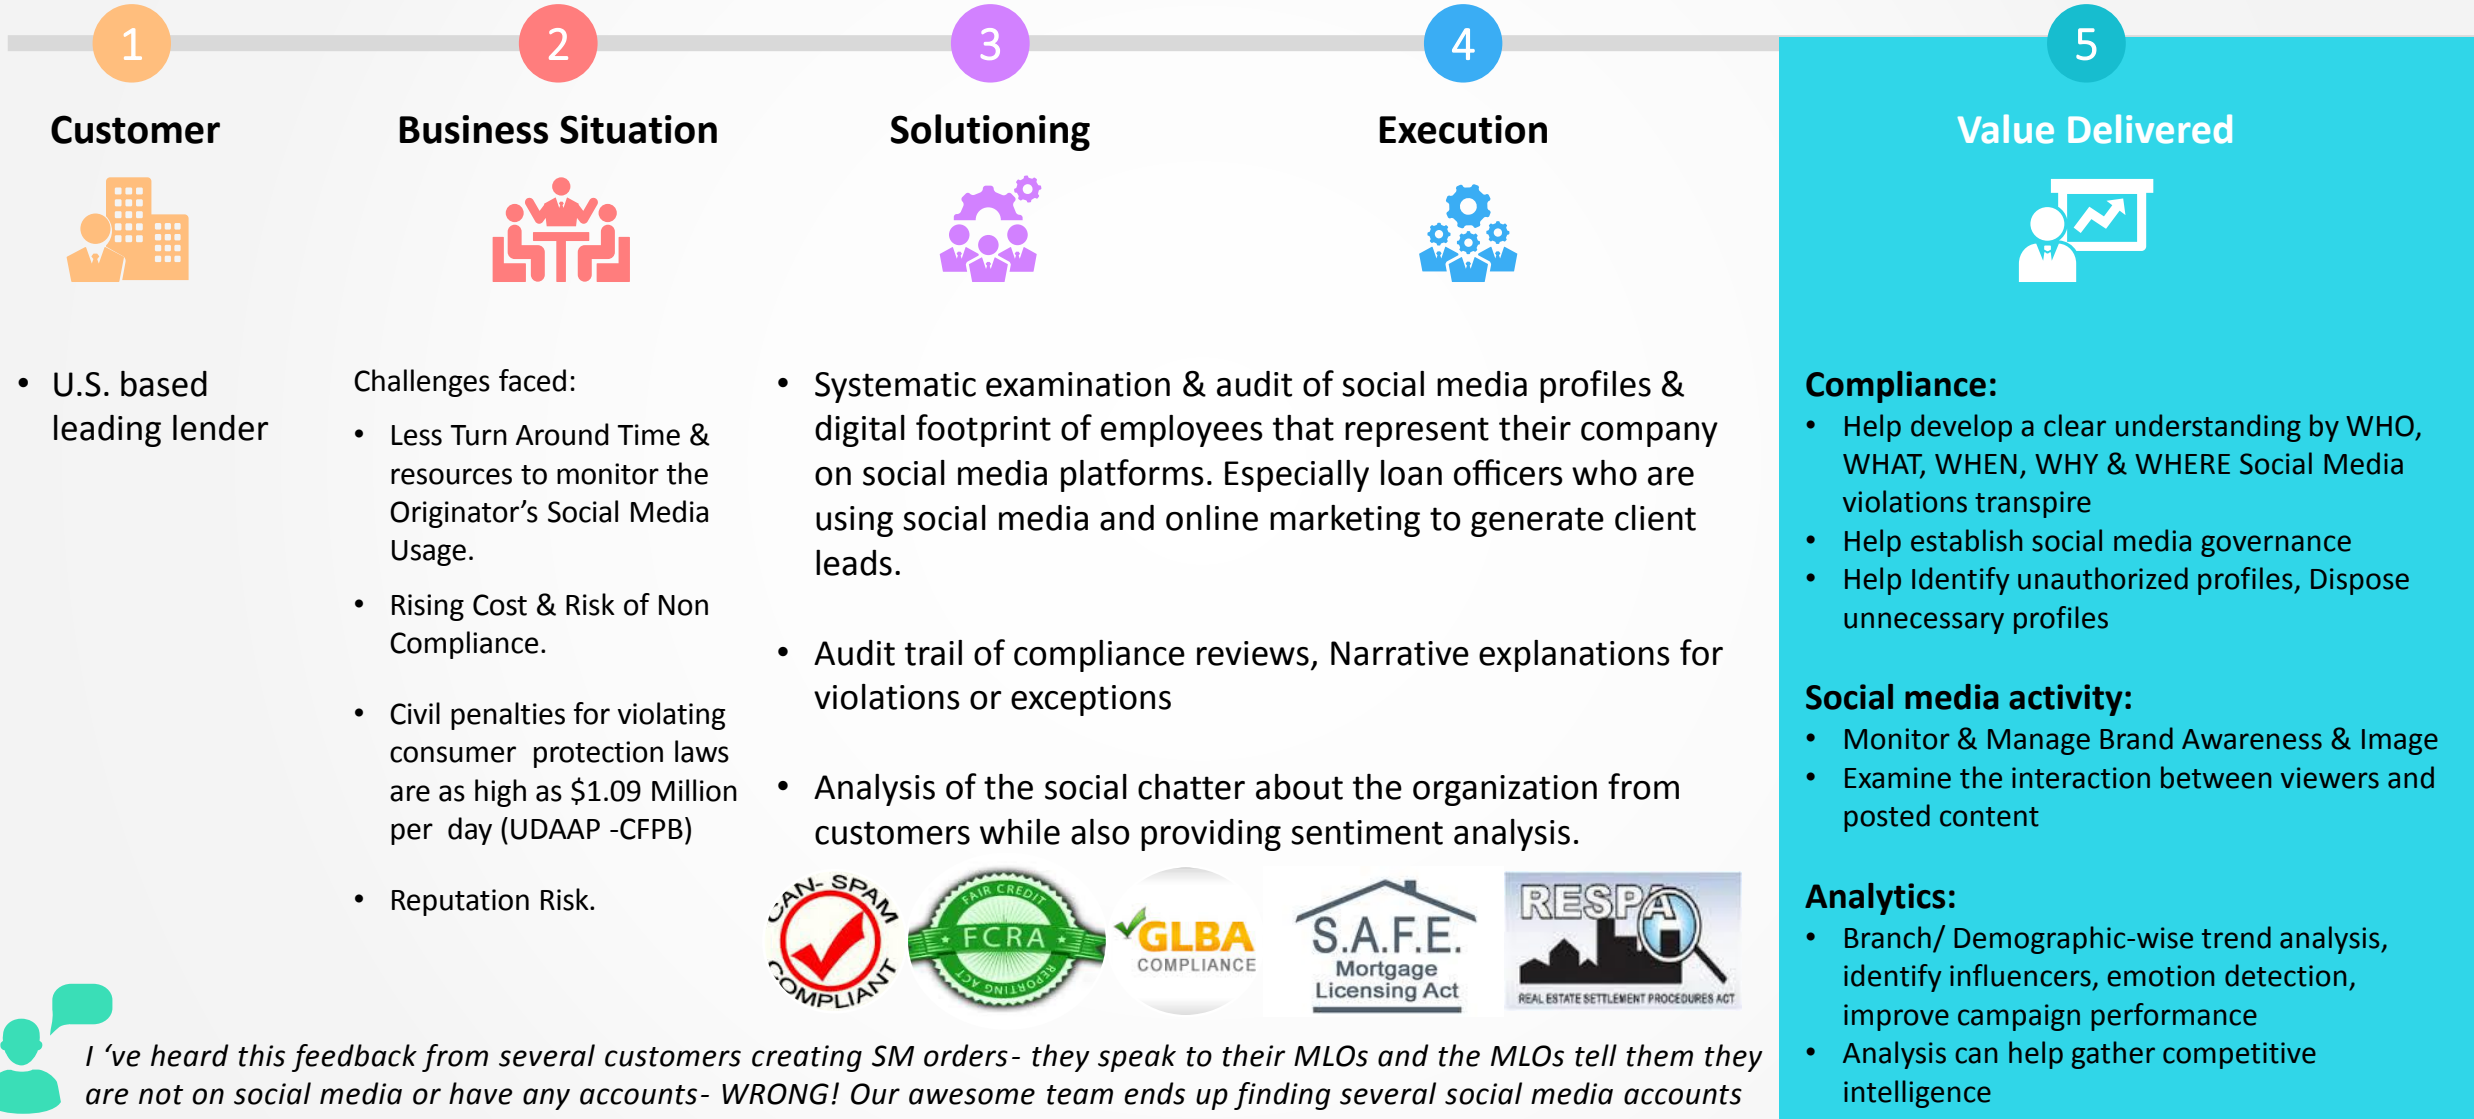 1
Customer
• U.S. based
leading lender
2
Business Situation
Challenges faced:
• Less Turn Around Time &
resources to monitor the
Originator’s Social Media
Usage.
• Rising Cost & Risk of Non
Compliance.
• Civil penalties for violating
consumer protection laws
are as high as $1.09 Million
per day (UDAAP -CFPB)
• Reputation Risk.
3
Solutioning
4
Execution
• Systematic examination & audit of social media profiles &
digital footprint of employees that represent their company
on social media platforms. Especially loan officers who are
using social media and online marketing to generate client
leads.
• Audit trail of compliance reviews, Narrative explanations for
violations or exceptions
• Analysis of the social chatter about the organization from
customers while also providing sentiment analysis.
CAN- SPAM
COMPLIANT
FAIR CREDIT
FCRA
REPORTING ACT
GLBA
COMPLIANCE
S.A.F.E.
Mortgage
Licensing Act
RESPA
REAL ESTATE SETTLEMENT PROCEDURES ACT
I ‘ve heard this feedback from several customers creating SM orders- they speak to their MLOs and the MLOs tell them they
are not on social media or have any accounts- WRONG! Our awesome team ends up finding several social media accounts
5
Value Delivered
Compliance:
• Help develop a clear understanding by WHO,
WHAT, WHEN, WHY & WHERE Social Media
violations transpire
• Help establish social media governance
• Help Identify unauthorized profiles, Dispose
unnecessary profiles
Social media activity:
• Monitor & Manage Brand Awareness & Image
• Examine the interaction between viewers and
posted content
Analytics:
• Branch/ Demographic-wise trend analysis,
identify influencers, emotion detection,
improve campaign performance
• Analysis can help gather competitive
intelligence